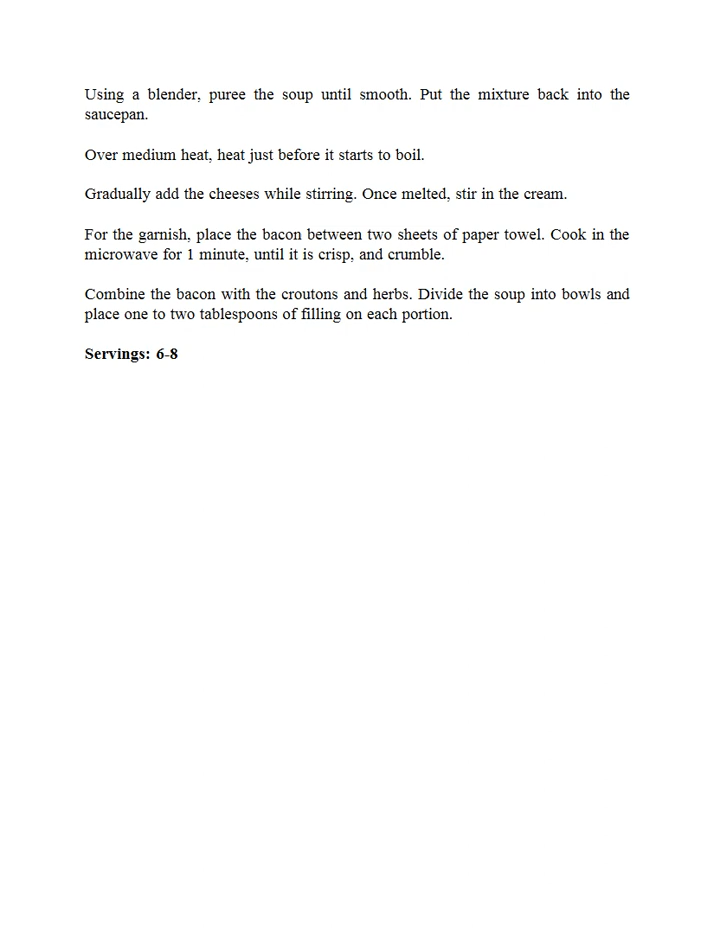 Using a blender, puree the soup until smooth. Put the mixture back into the
saucepan.
Over medium heat, heat just before it starts to boil.
Gradually add the cheeses while stirring. Once melted, stir in the cream.
For the garnish, place the bacon between two sheets of paper towel. Cook in the
microwave for 1 minute, until it is crisp, and crumble.
Combine the bacon with the croutons and herbs. Divide the soup into bowls and
place one to two tablespoons of filling on each portion.
Servings: 6-8